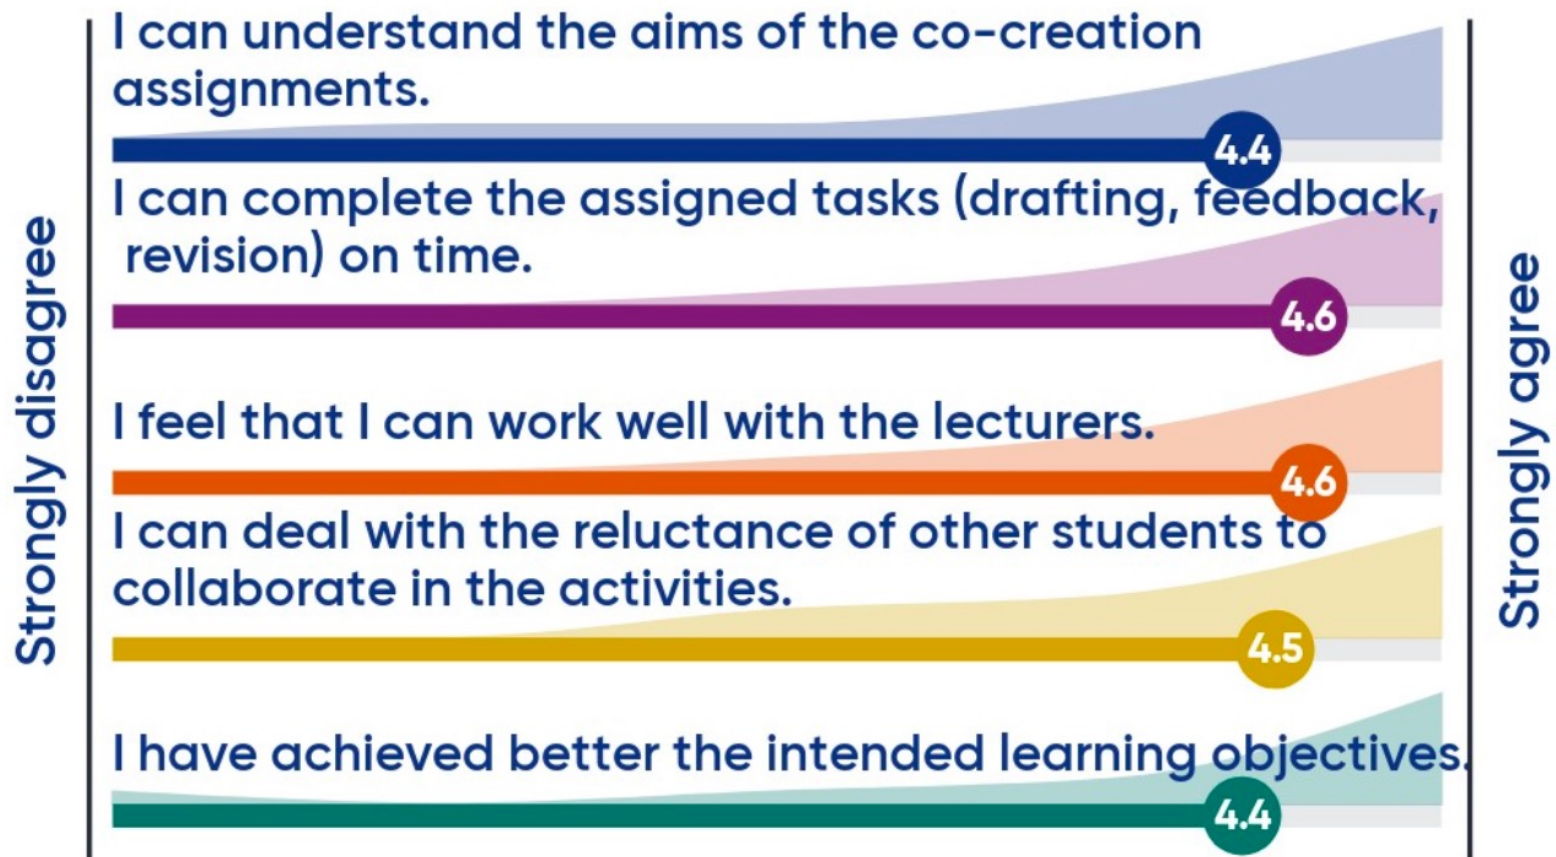 I can understand the aims of the co-creation
assignments.
4.4
I can complete the assigned tasks (drafting, feedback,
revision) on time.
4.6
I feel that I can work well with the lecturers.
4.6
I can deal with the reluctance of other students to
collaborate in the activities.
4.5
I have achieved better the intended learning objectives.
4.4
Strongly disagree
Strongly agree